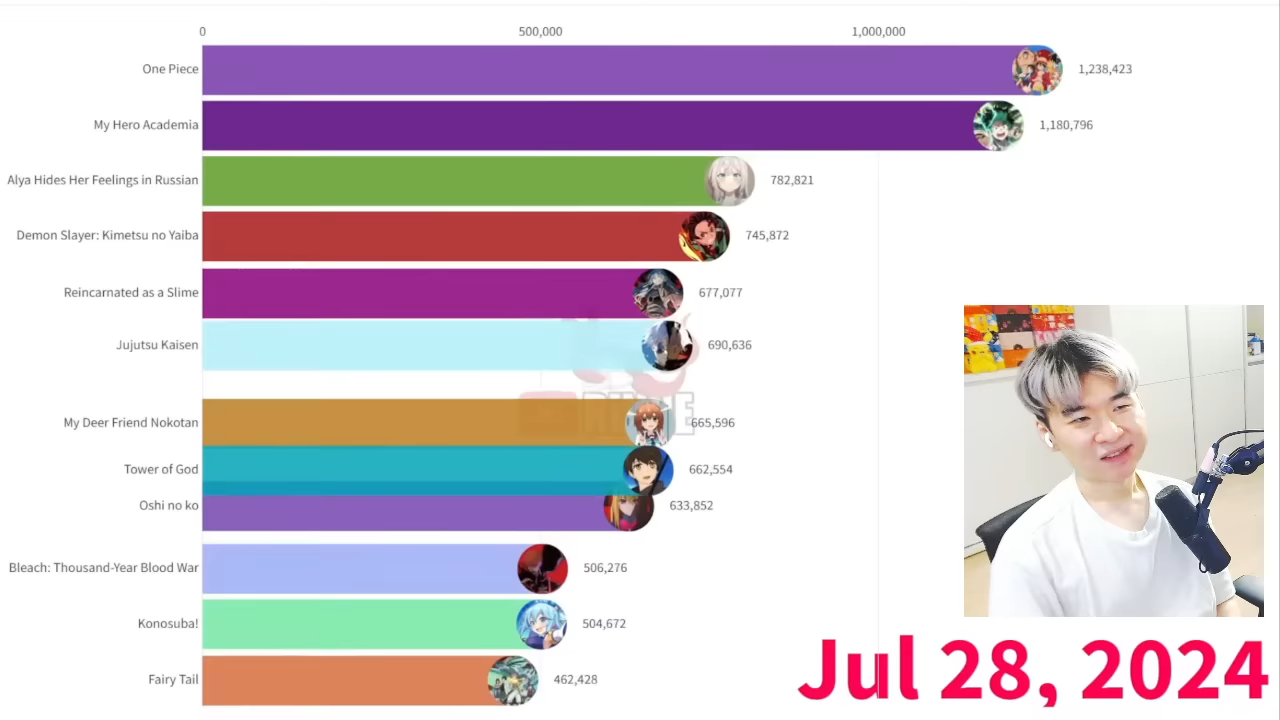 0 500,000 1,000,000
One Piece 1,238,423
My Hero Academia 1,180,796
Alya Hides Her Feelings in Russian 782,821
Demon Slayer: Kimetsu no Yaiba 745,872
Reincarnated as a Slime 677,077
Jujutsu Kaisen 690,636
My Deer Friend Nokotan 665,596
Tower of God 662,554
Oshi no ko 633,852
Bleach: Thousand-Year Blood War 506,276
Konosuba! 504,672
Fairy Tail 462,428
Jul 28, 2024